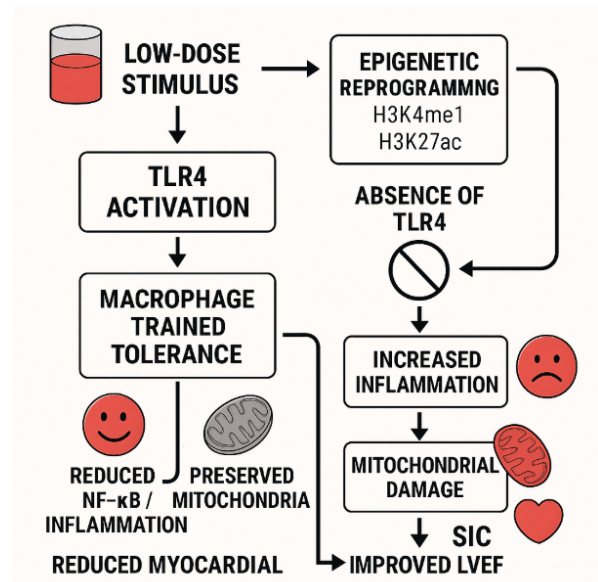 LOW-DOSE
STIMULUS
EPIGENETIC
REPROGRAMMNG
H3K4me1
H3K27ac
TLR4
ACTIVATION
ABSENCE OF
TLR4
MACROPHAGE
TRAINED
TOLERANCE
INCREASED
INFLAMMATION
REDUCED
NF-κB /
INFLAMMATION
PRESERVED
MITOCHONDRIA
MITOCHONDRIAL
DAMAGE
SIC
REDUCED MYOCARDIAL
IMPROVED LVEF